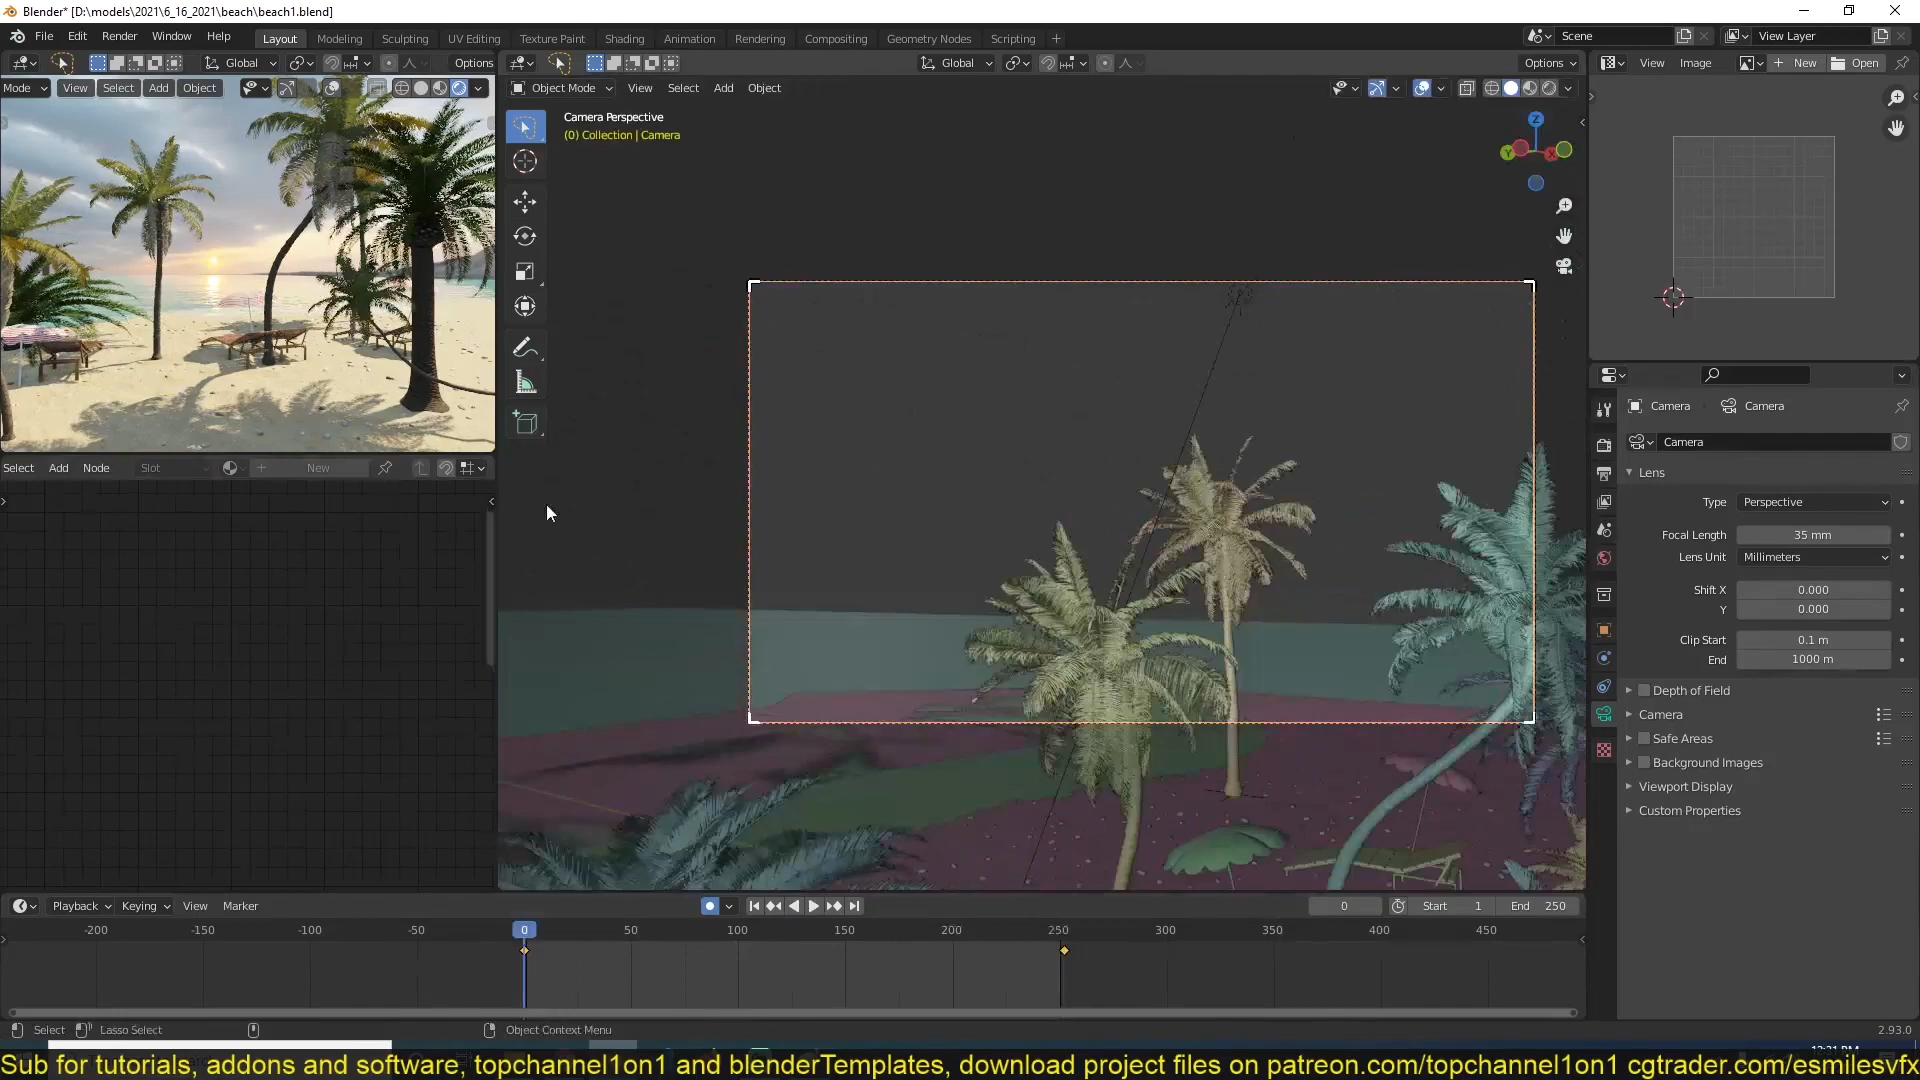 Blender* [D:\models\2021\6_16_2021\beach\beach1.blend]
File Edit Render Window Help Layout Modeling Sculpting UV Editing Texture Paint Shading Animation Rendering Compositing Geometry Nodes Scripting + Scene View Layer
Global Options Global Options View Image New Open
Mode View Select Add Object Object Mode View Select Add Object
Camera Perspective
(0) Collection | Camera
Z
Y X
Camera Camera
Camera
Select Add Node Slot New
Lens
Type Perspective
Focal Length 35 mm
Lens Unit Millimeters
Shift X 0.000
Y 0.000
Clip Start 0.1 m
End 1000 m
Depth of Field
Camera
Safe Areas
Background Images
Viewport Display
Custom Properties
Playback Keying View Marker 0 Start 1 End 250
-200 -150 -100 -50 0 50 100 150 200 250 300 350 400 450
Select Lasso Select Object Context Menu 2.93.0
Sub for tutorials, addons and software, topchannel1on1 and blenderTemplates, download project files on patreon.com/topchannel1on1 cgtrader.com/esmilesvfx